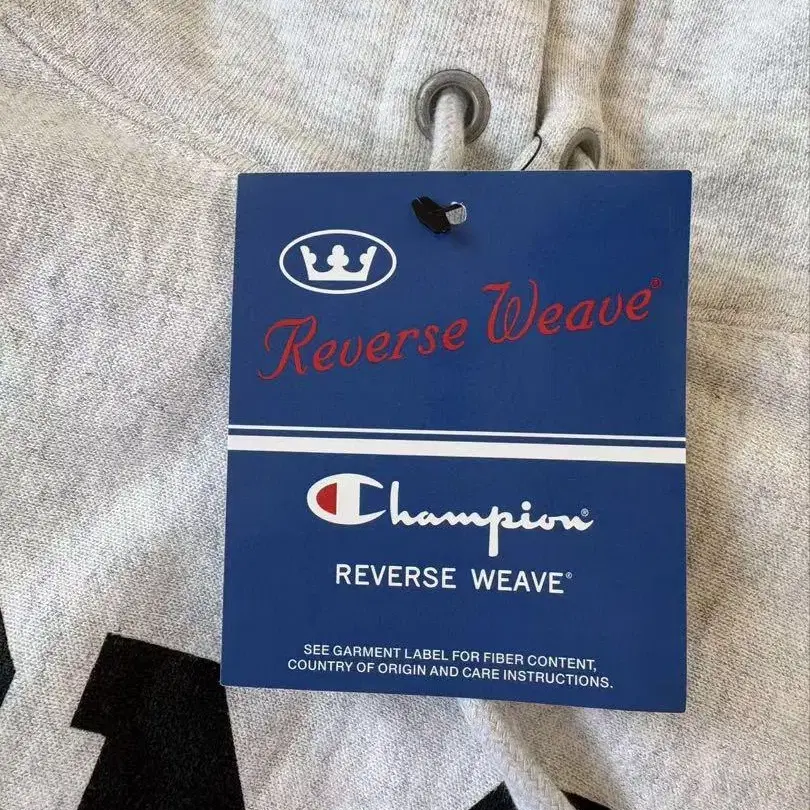 Reverse Weave®
Champion®
REVERSE WEAVE®
SEE GARMENT LABEL FOR FIBER CONTENT,
COUNTRY OF ORIGIN AND CARE INSTRUCTIONS.